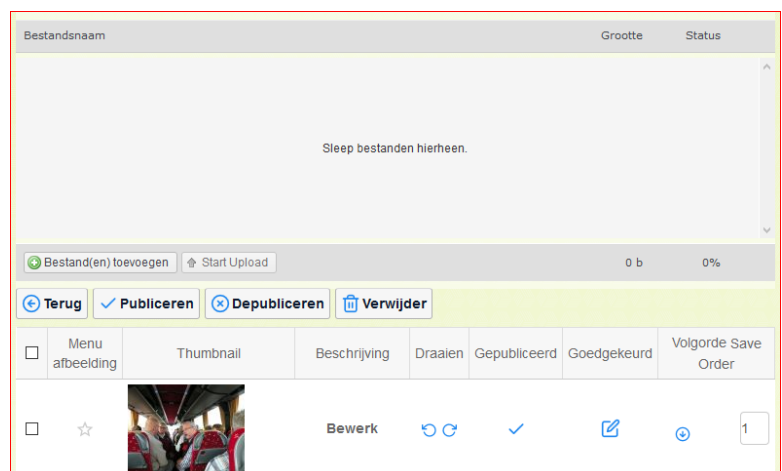 Bestandsnaam Grootte Status
Sleep bestanden hierheen.
Bestand(en) toevoegen Start Upload 0 b 0%
Terug Publiceren Depubliceren Verwijder
Menu afbeelding Thumbnail Beschrijving Draaien Gepubliceerd Goedgekeurd Volgorde Save Order
Bewerk 1